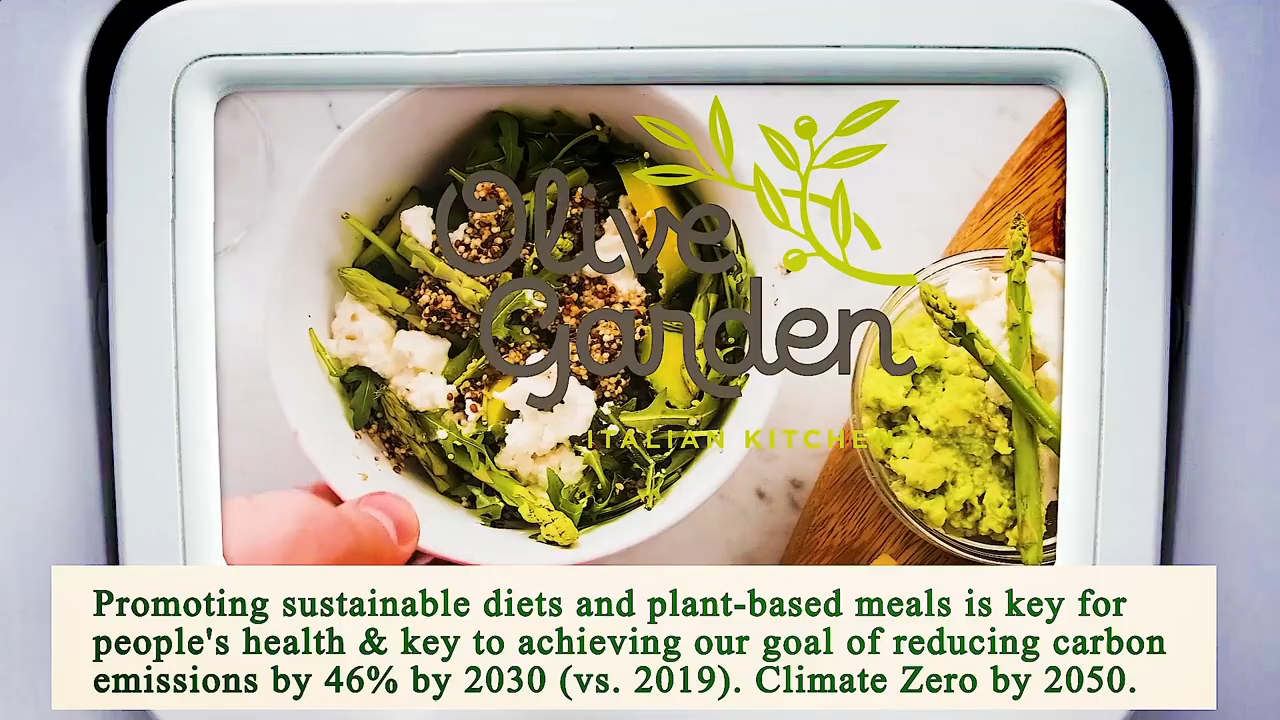 Olive
Garden
ITALIAN KITCHEN
Promoting sustainable diets and plant-based meals is key for
people's health & key to achieving our goal of reducing carbon
emissions by 46% by 2030 (vs. 2019). Climate Zero by 2050.